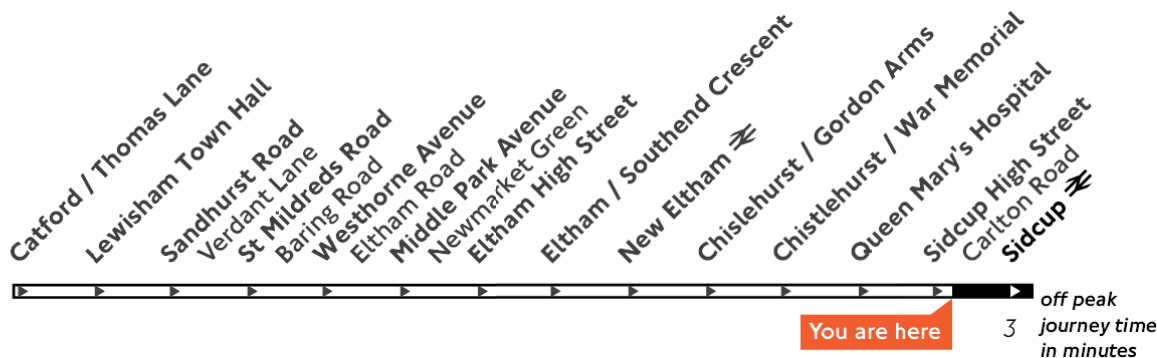 Catford / Thomas Lane
Lewisham Town Hall
Sandhurst Road
Verdant Lane
St Mildreds Road
Baring Road
Westhorne Avenue
Eltham Road
Middle Park Avenue
Newmarket Green
Eltham High Street
Eltham / Southend Crescent
New Eltham
Chislehurst / Gordon Arms
Chistlehurst / War Memorial
Queen Mary's Hospital
Sidcup High Street
Carlton Road
Sidcup
You are here
3
off peak
journey time
in minutes